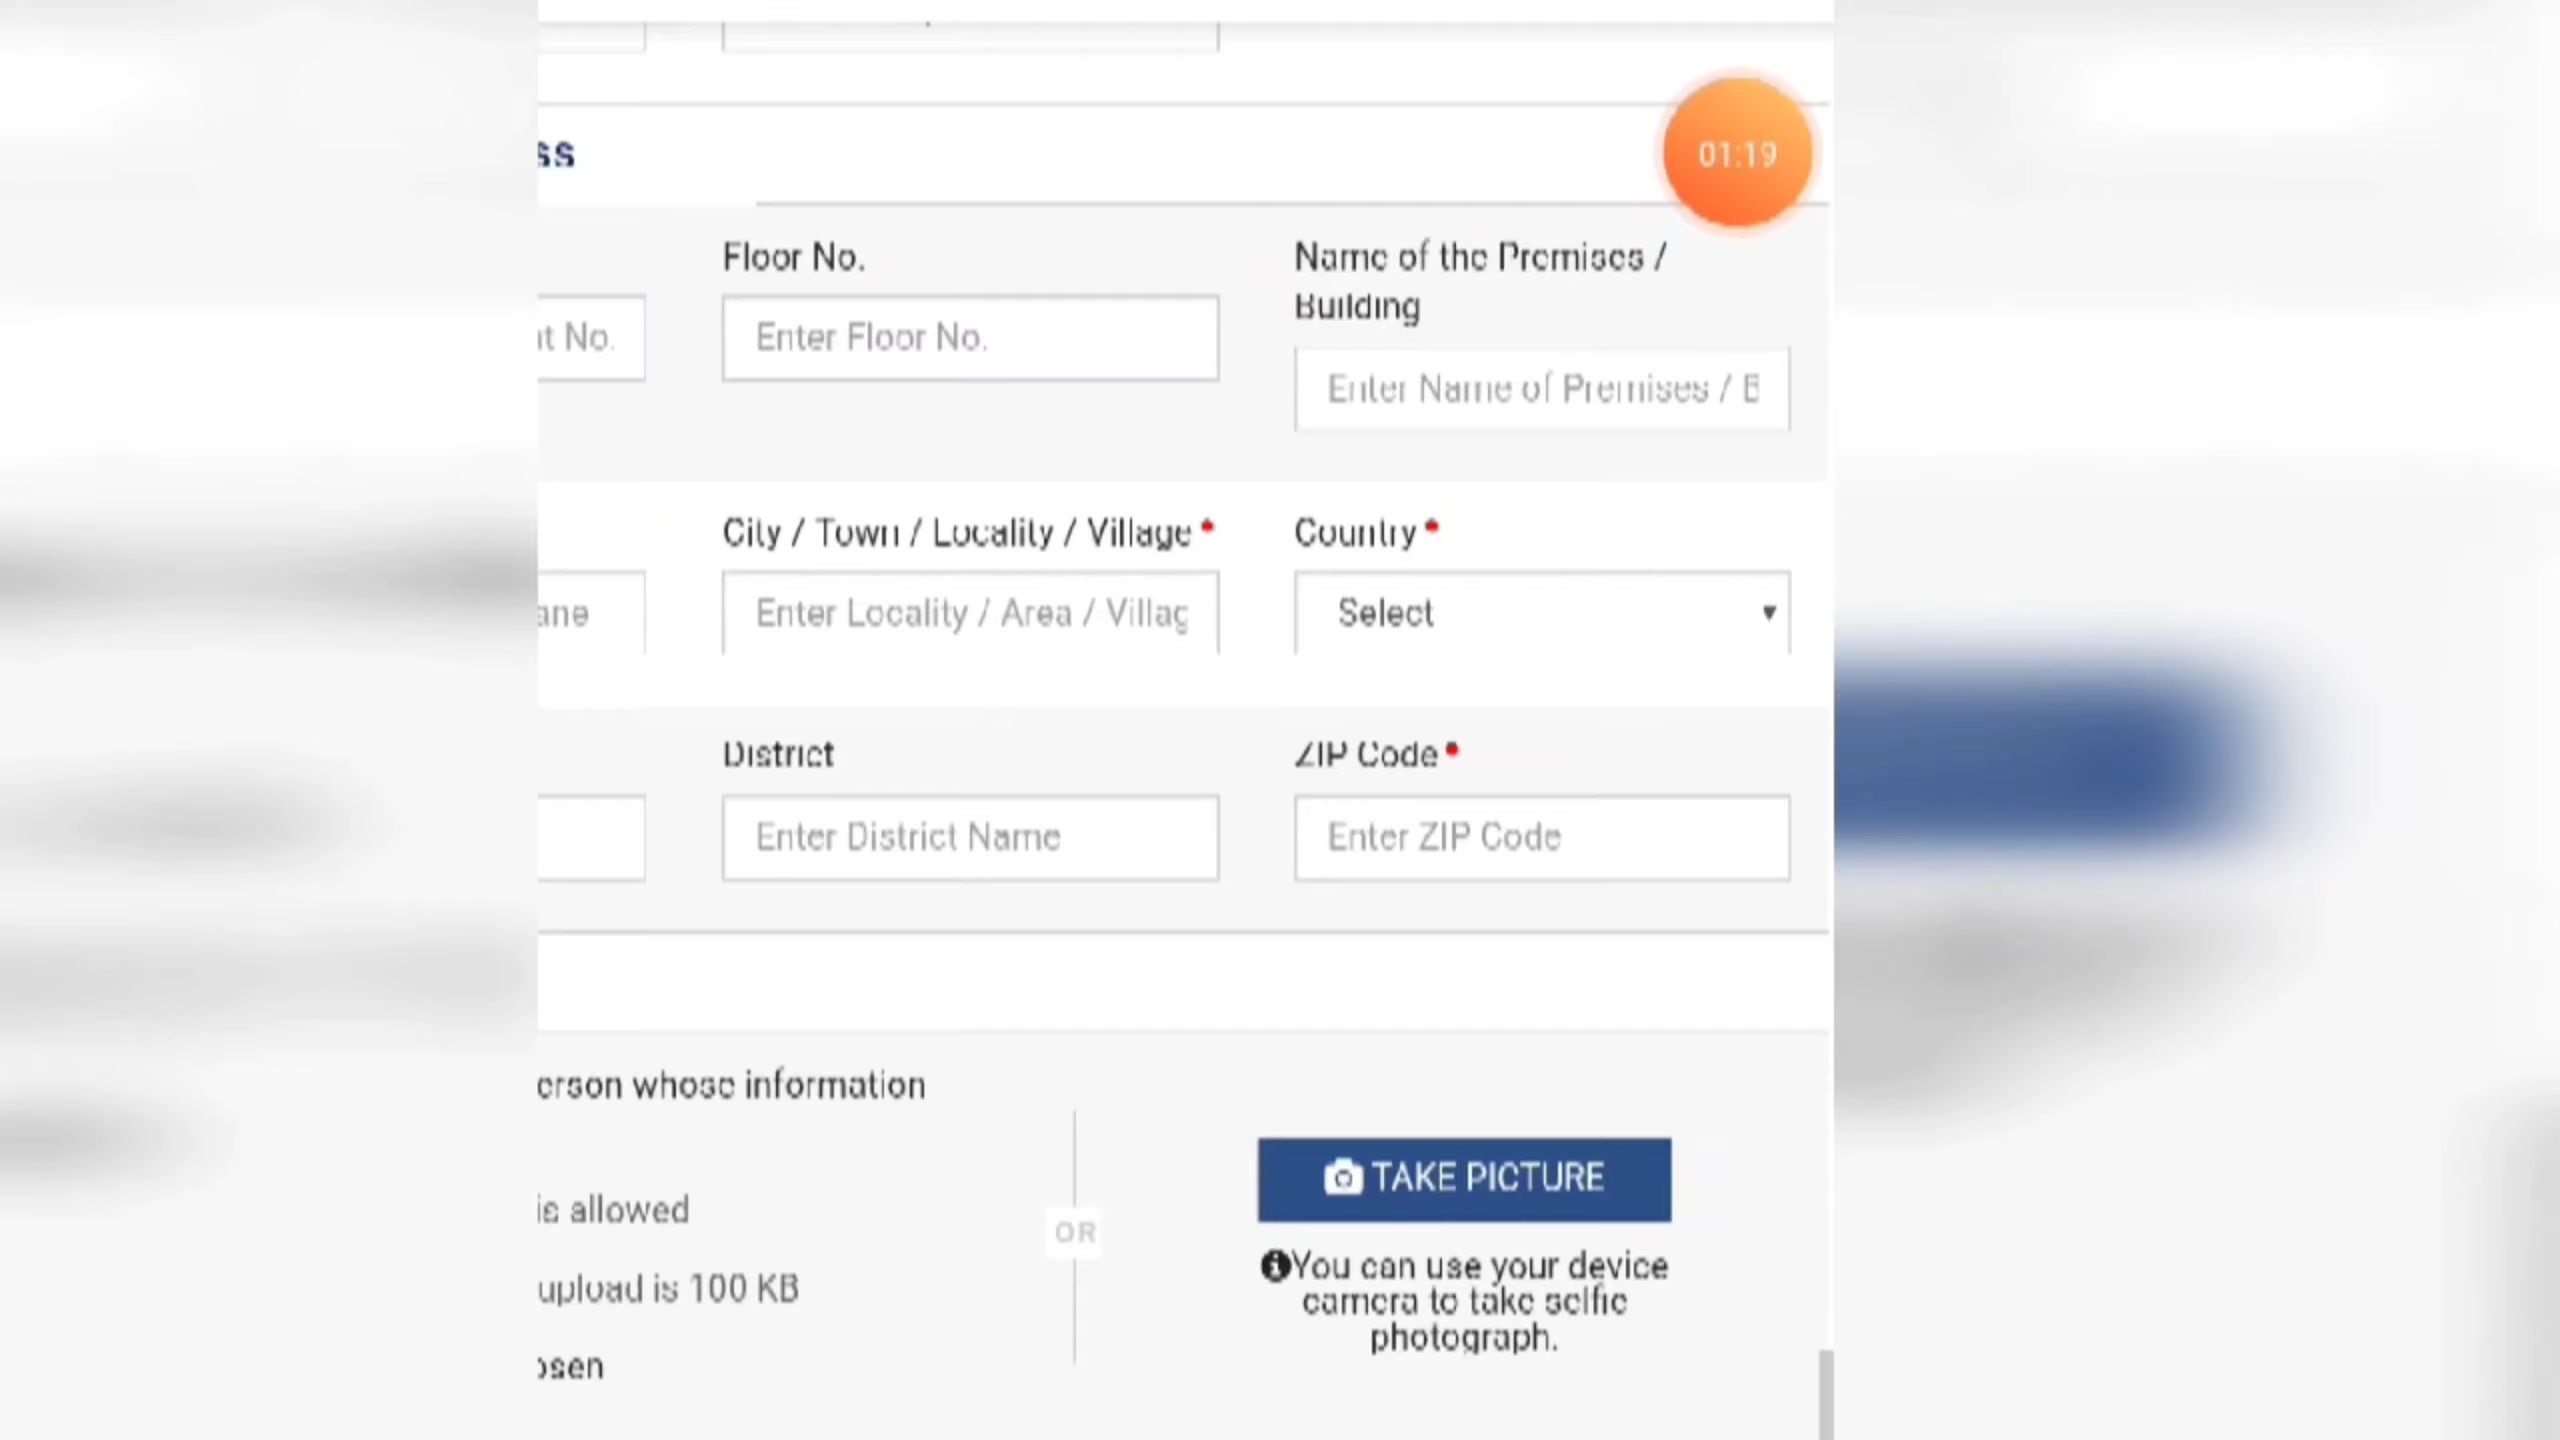 ss
01:19
Floor No.
Name of the Premises /
Building
t No.
Enter Floor No.
Enter Name of Premises / B
City / Town / Locality / Village •
Country •
ane
Enter Locality / Area / Villag
Select
District
ZIP Code •
Enter District Name
Enter ZIP Code
erson whose information
TAKE PICTURE
is allowed
OR
You can use your device
upload is 100 KB
camera to take selfie
photograph.
osen